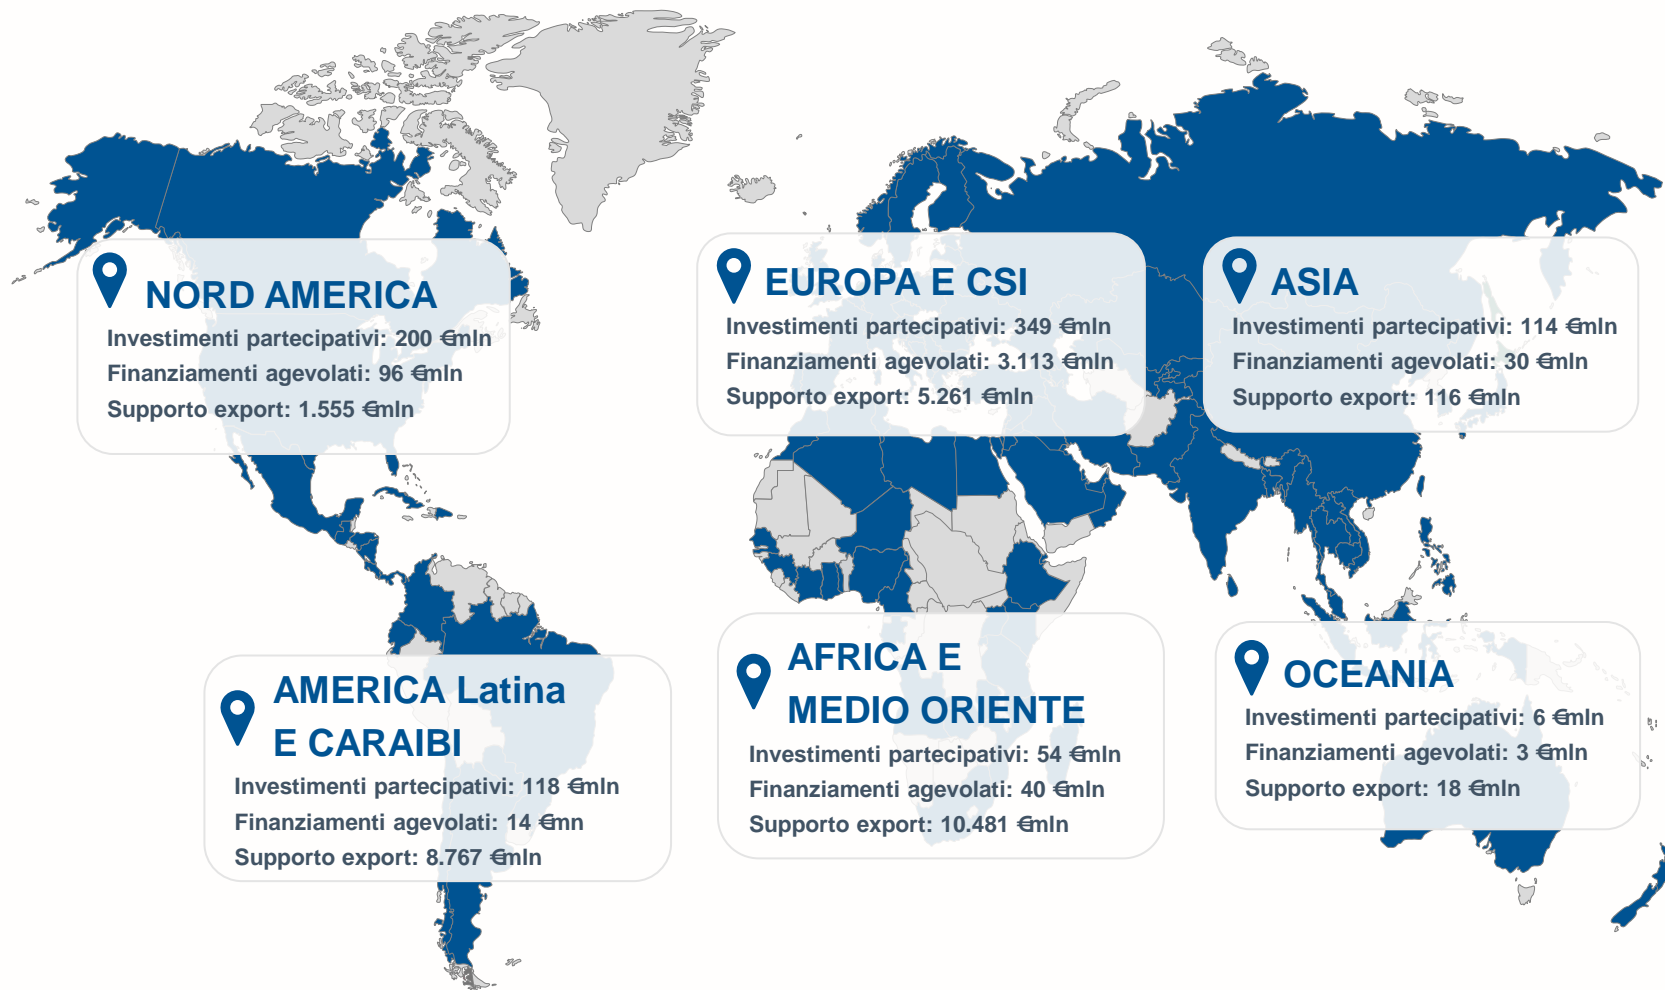 NORD AMERICA
Investimenti partecipativi: 200 €mln
Finanziamenti agevolati: 96 €mln
Supporto export: 1.555 €mln
EUROPA E CSI
Investimenti partecipativi: 349 €mln
Finanziamenti agevolati: 3.113 €mln
Supporto export: 5.261 €mln
ASIA
Investimenti partecipativi: 114 €mln
Finanziamenti agevolati: 30 €mln
Supporto export: 116 €mln
AMERICA Latina
E CARAIBI
Investimenti partecipativi: 118 €mln
Finanziamenti agevolati: 14 €mn
Supporto export: 8.767 €mln
AFRICA E
MEDIO ORIENTE
Investimenti partecipativi: 54 €mln
Finanziamenti agevolati: 40 €mln
Supporto export: 10.481 €mln
OCEANIA
Investimenti partecipativi: 6 €mln
Finanziamenti agevolati: 3 €mln
Supporto export: 18 €mln